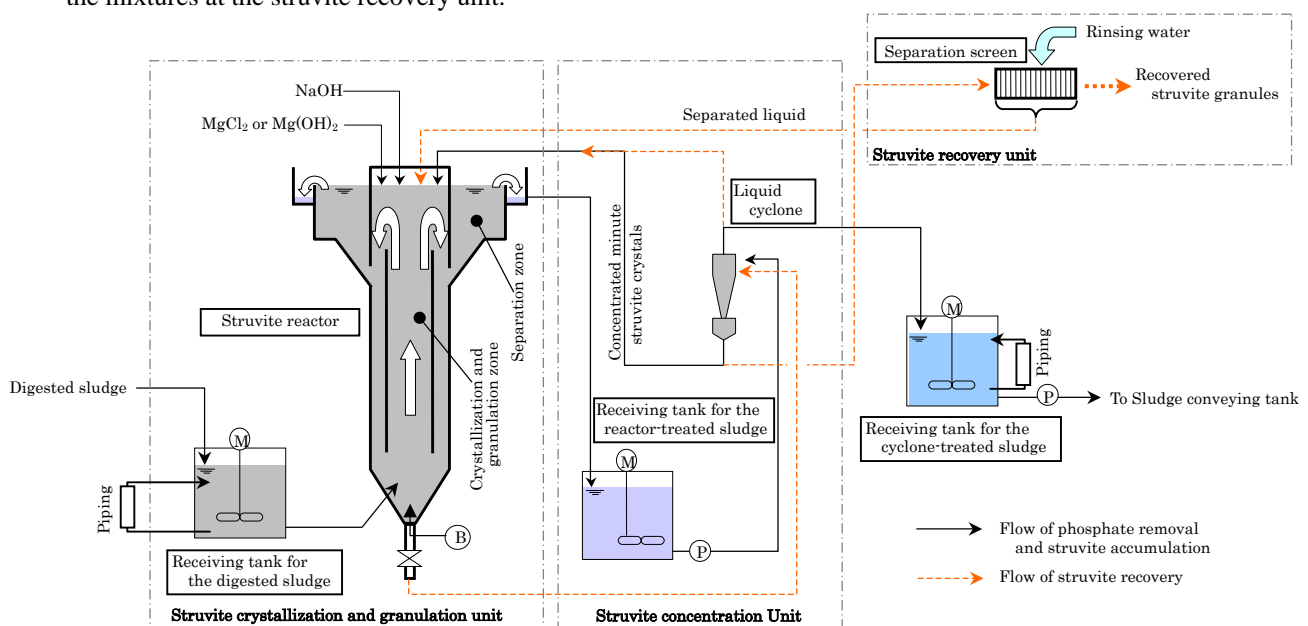 the mixtures at the struvite recovery unit.
Rinsing water
Separation screen
Recovered
struvite granules
Struvite recovery unit
NaOH
MgCl2 or Mg(OH)2
Separated liquid
Liquid
cyclone
Concentrated minute
struvite crystals
Separation zone
Crystallization and
granulation zone
Struvite reactor
Digested sludge
M
Piping
Receiving tank for
the digested sludge
B
Struvite crystallization and granulation unit
Receiving tank for the
reactor-treated sludge
M
P
Struvite concentration Unit
M
Piping
P
To Sludge conveying tank
Receiving tank for the
cyclone-treated sludge
Flow of phosphate removal
and struvite accumulation
Flow of struvite recovery